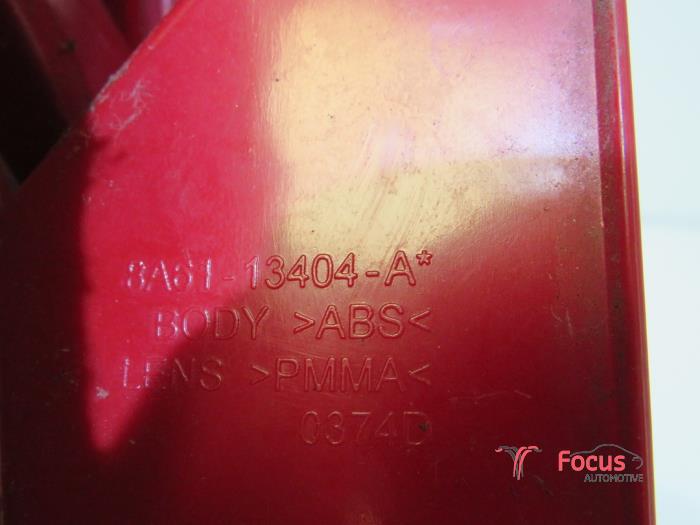 8A61-13404-A*
BODY >ABS<
LENS >PMMA<
0374D
Focus
AUTOMOTIVE